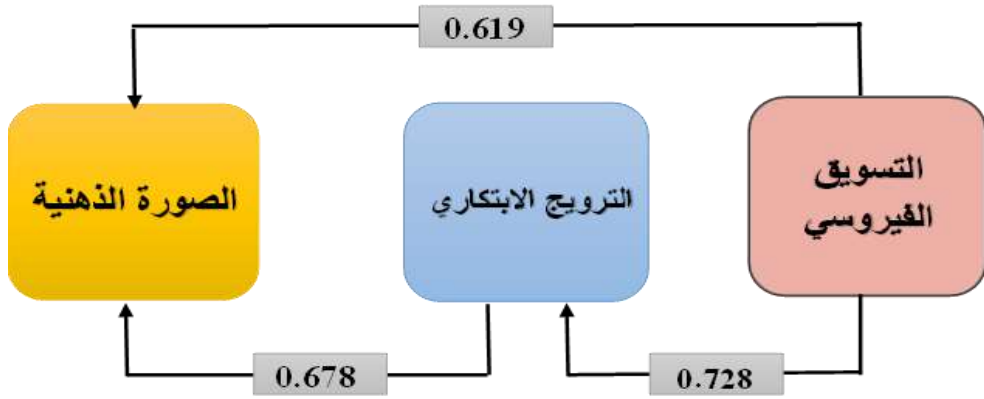 0.619
التسويق
الفيروسي
الترويج الابتكاري
الصورة الذهنية
0.728
0.678